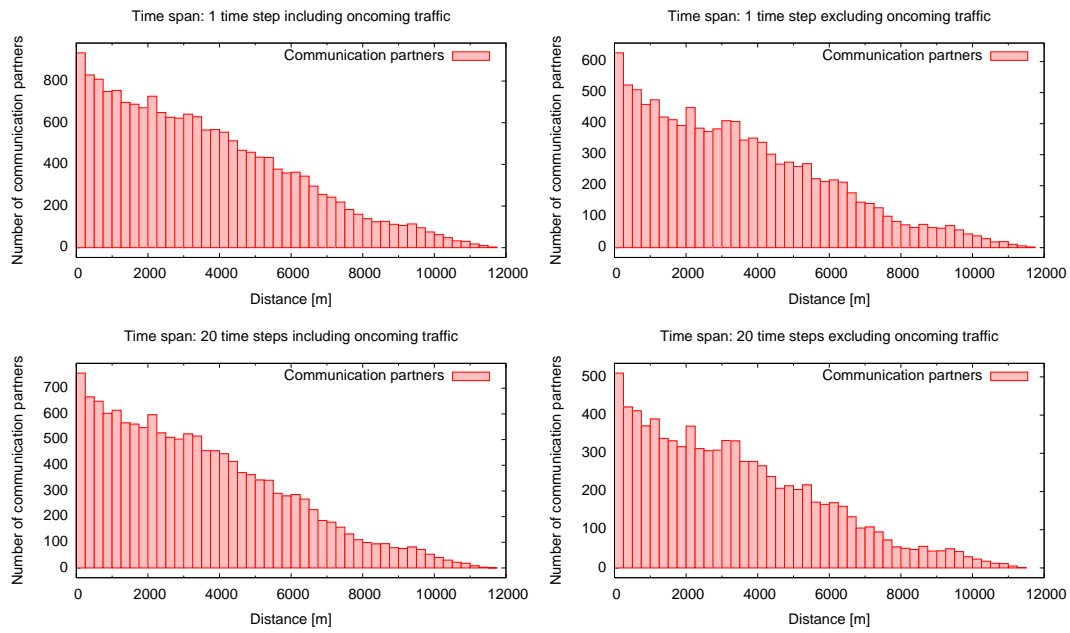 Time span: 1 time step including oncoming traffic
Number of communication partners
Communication partners
800
600
400
200
0
0 2000 4000 6000 8000 10000 12000
Distance [m]
Time span: 1 time step excluding oncoming traffic
Number of communication partners
Communication partners
600
500
400
300
200
100
0
0 2000 4000 6000 8000 10000 12000
Distance [m]
Time span: 20 time steps including oncoming traffic
Number of communication partners
Communication partners
700
600
500
400
300
200
100
0
0 2000 4000 6000 8000 10000 12000
Distance [m]
Time span: 20 time steps excluding oncoming traffic
Number of communication partners
Communication partners
500
400
300
200
100
0
0 2000 4000 6000 8000 10000 12000
Distance [m]